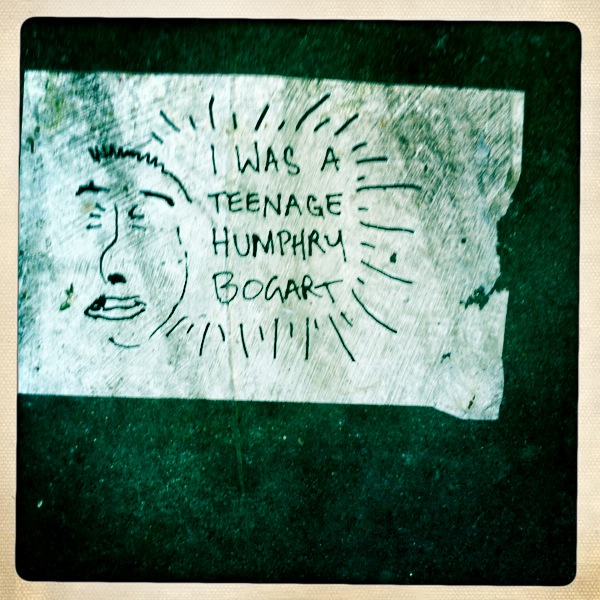 I WAS A
TEENAGE
HUMPHRY
BOGART